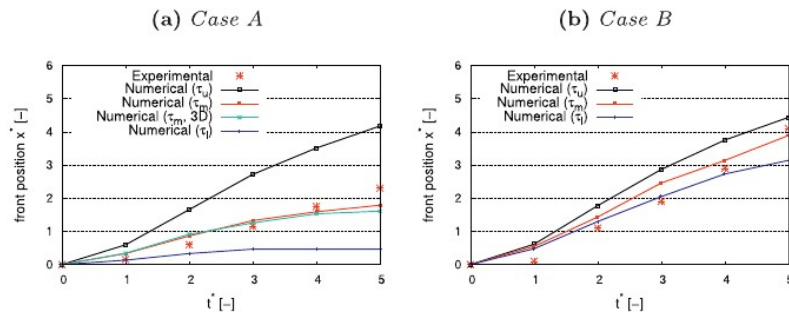 (a) Case A
6
5
4
3
2
1
0
front position x* [–]
Experimental
Numerical (τu)
Numerical (τm)
Numerical (τm, 3D)
Numerical (τl)
0 1 2 3 4 5
t* [–]
(b) Case B
6
5
4
3
2
1
0
front position x* [–]
Experimental
Numerical (τu)
Numerical (τm)
Numerical (τl)
0 1 2 3 4 5
t* [–]